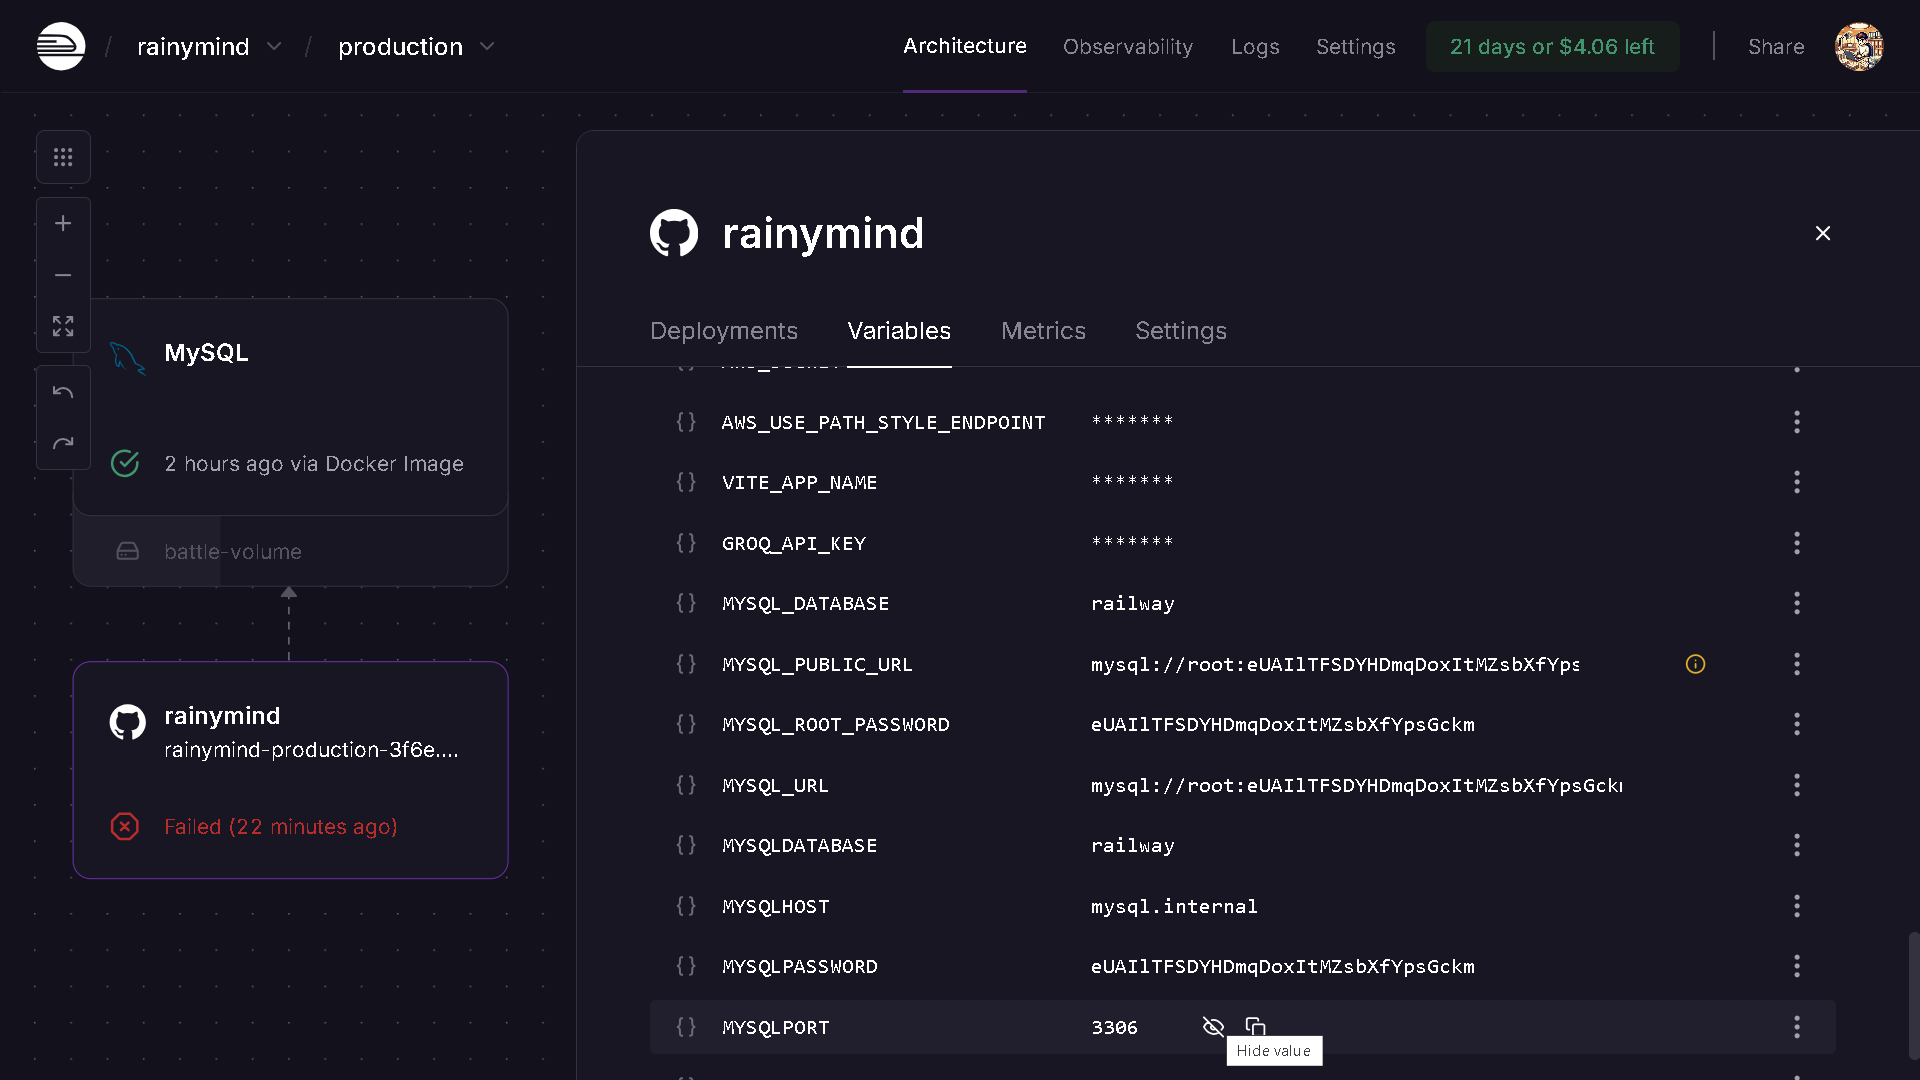 / rainymind / production
Architecture Observability Logs Settings 21 days or $4.06 left Share
MySQL
2 hours ago via Docker Image
battle-volume
rainymind
rainymind-production-3f6e....
Failed (22 minutes ago)
rainymind
Deployments Variables Metrics Settings
{} AWS_USE_PATH_STYLE_ENDPOINT *******
{} VITE_APP_NAME *******
{} GROQ_API_KEY *******
{} MYSQL_DATABASE railway
{} MYSQL_PUBLIC_URL mysql://root:eUAIlTFSDYHDmqDoxItMZsbXfYps
{} MYSQL_ROOT_PASSWORD eUAIlTFSDYHDmqDoxItMZsbXfYpsGckm
{} MYSQL_URL mysql://root:eUAIlTFSDYHDmqDoxItMZsbXfYpsGck
{} MYSQLDATABASE railway
{} MYSQLHOST mysql.internal
{} MYSQLPASSWORD eUAIlTFSDYHDmqDoxItMZsbXfYpsGckm
{} MYSQLPORT 3306
Hide value